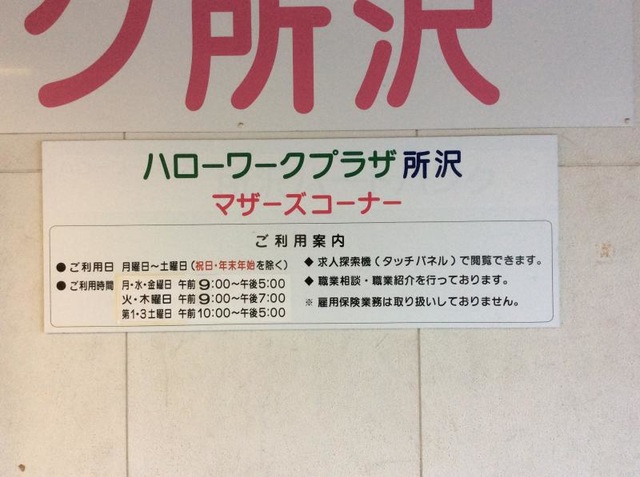 ク所沢
ハローワークプラザ所沢
マザーズコーナー
ご利用案内
●ご利用日 月曜日～土曜日(祝日・年末年始を除く)
●ご利用時間 月・水・金曜日 午前9:00～午後5:00
火・木曜日 午前9:00～午後7:00
第1・3土曜日 午前10:00～午後5:00
◆求人探索機(タッチパネル)で閲覧できます。
◆職業相談・職業紹介を行っております。
※雇用保険業務は取り扱いしておりません。